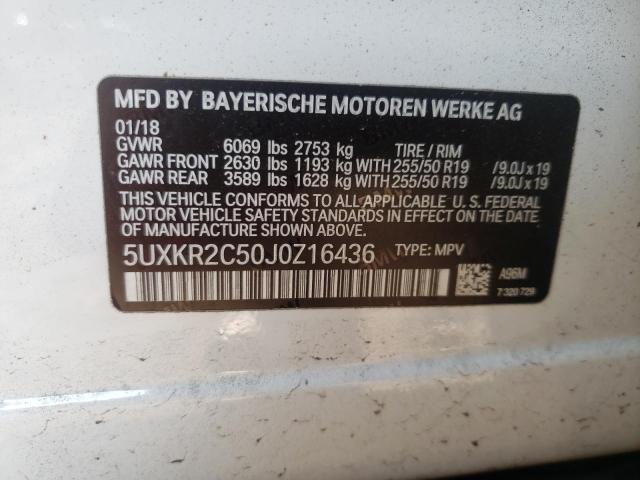 MFD BY BAYERISCHE MOTOREN WERKE AG
01/18
GVWR 6069 lbs 2753 kg TIRE / RIM
GAWR FRONT 2630 lbs 1193 kg WITH 255/50 R19 /9.0J x 19
GAWR REAR 3589 lbs 1628 kg WITH 255/50 R19 /9.0J x 19
THIS VEHICLE CONFORMS TO ALL APPLICABLE U. S. FEDERAL
MOTOR VEHICLE SAFETY STANDARDS IN EFFECT ON THE
DATE OF MANUFACTURE SHOWN ABOVE.
5UXKR2C50J0Z16436 TYPE: MPV
A96M
7 320 729